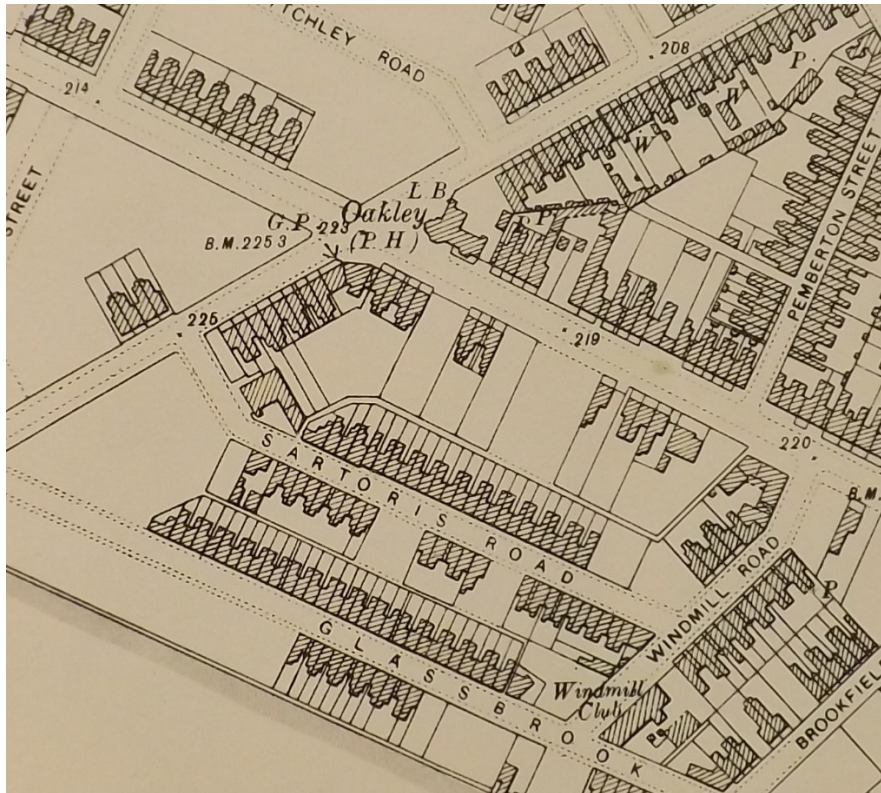 TCHLEY ROAD
208
214
P.
W
W
STREET
L.B.
Oakley
(P.H)
G.P.
223
B.M.225 3
P.
PEMBERTON STREET
225
219
220
B.M.
SARTORIS ROAD
WINDMILL ROAD
P
GLASSBROOK
Windmill
Club
BROOKFIELD